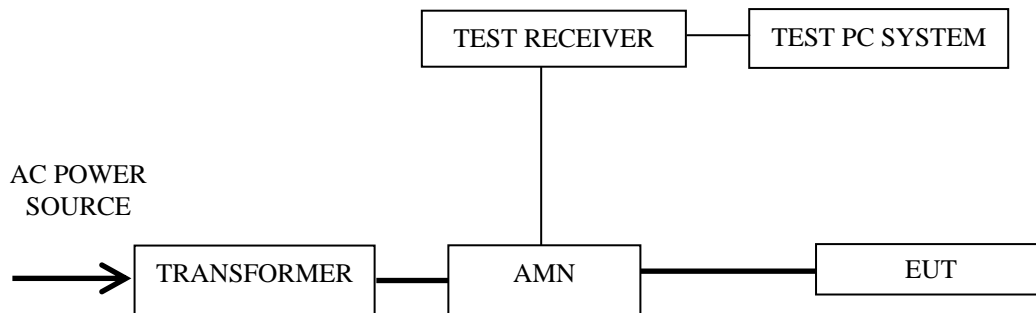 TEST RECEIVER
TEST PC SYSTEM
AC POWER
SOURCE
TRANSFORMER
AMN
EUT